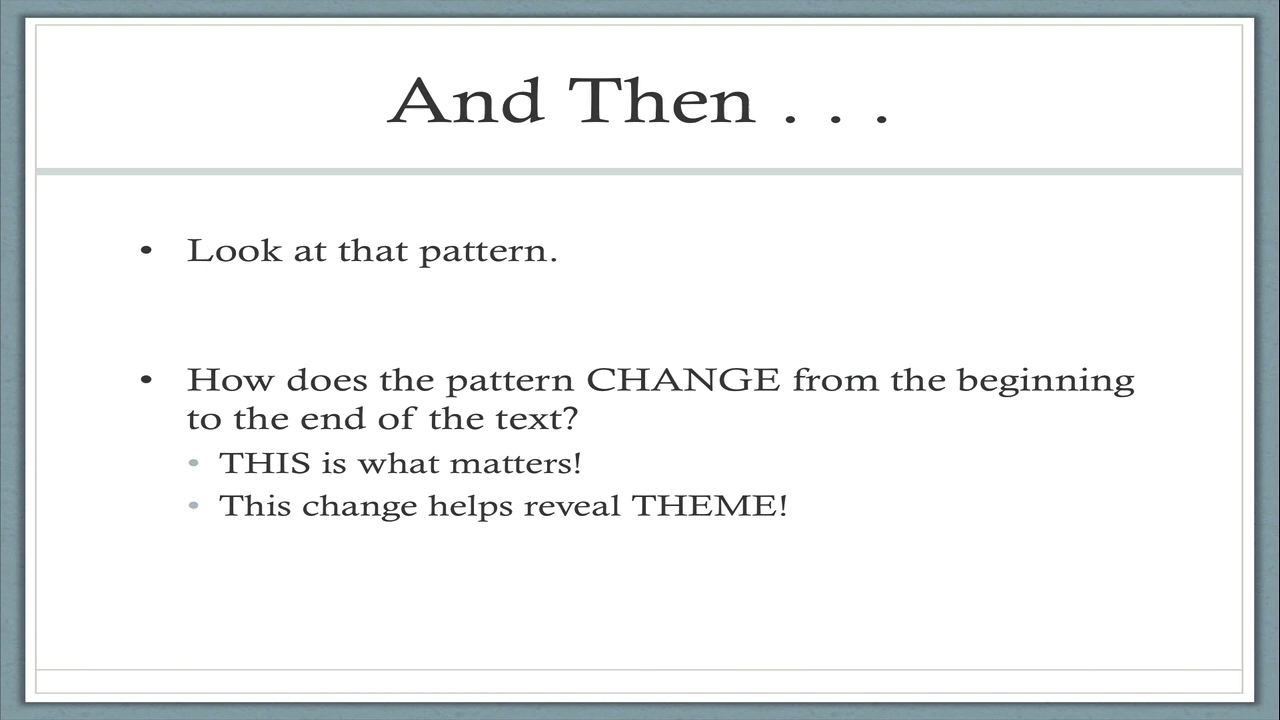 And Then . . .
• Look at that pattern.
• How does the pattern CHANGE from the beginning
to the end of the text?
• THIS is what matters!
• This change helps reveal THEME!